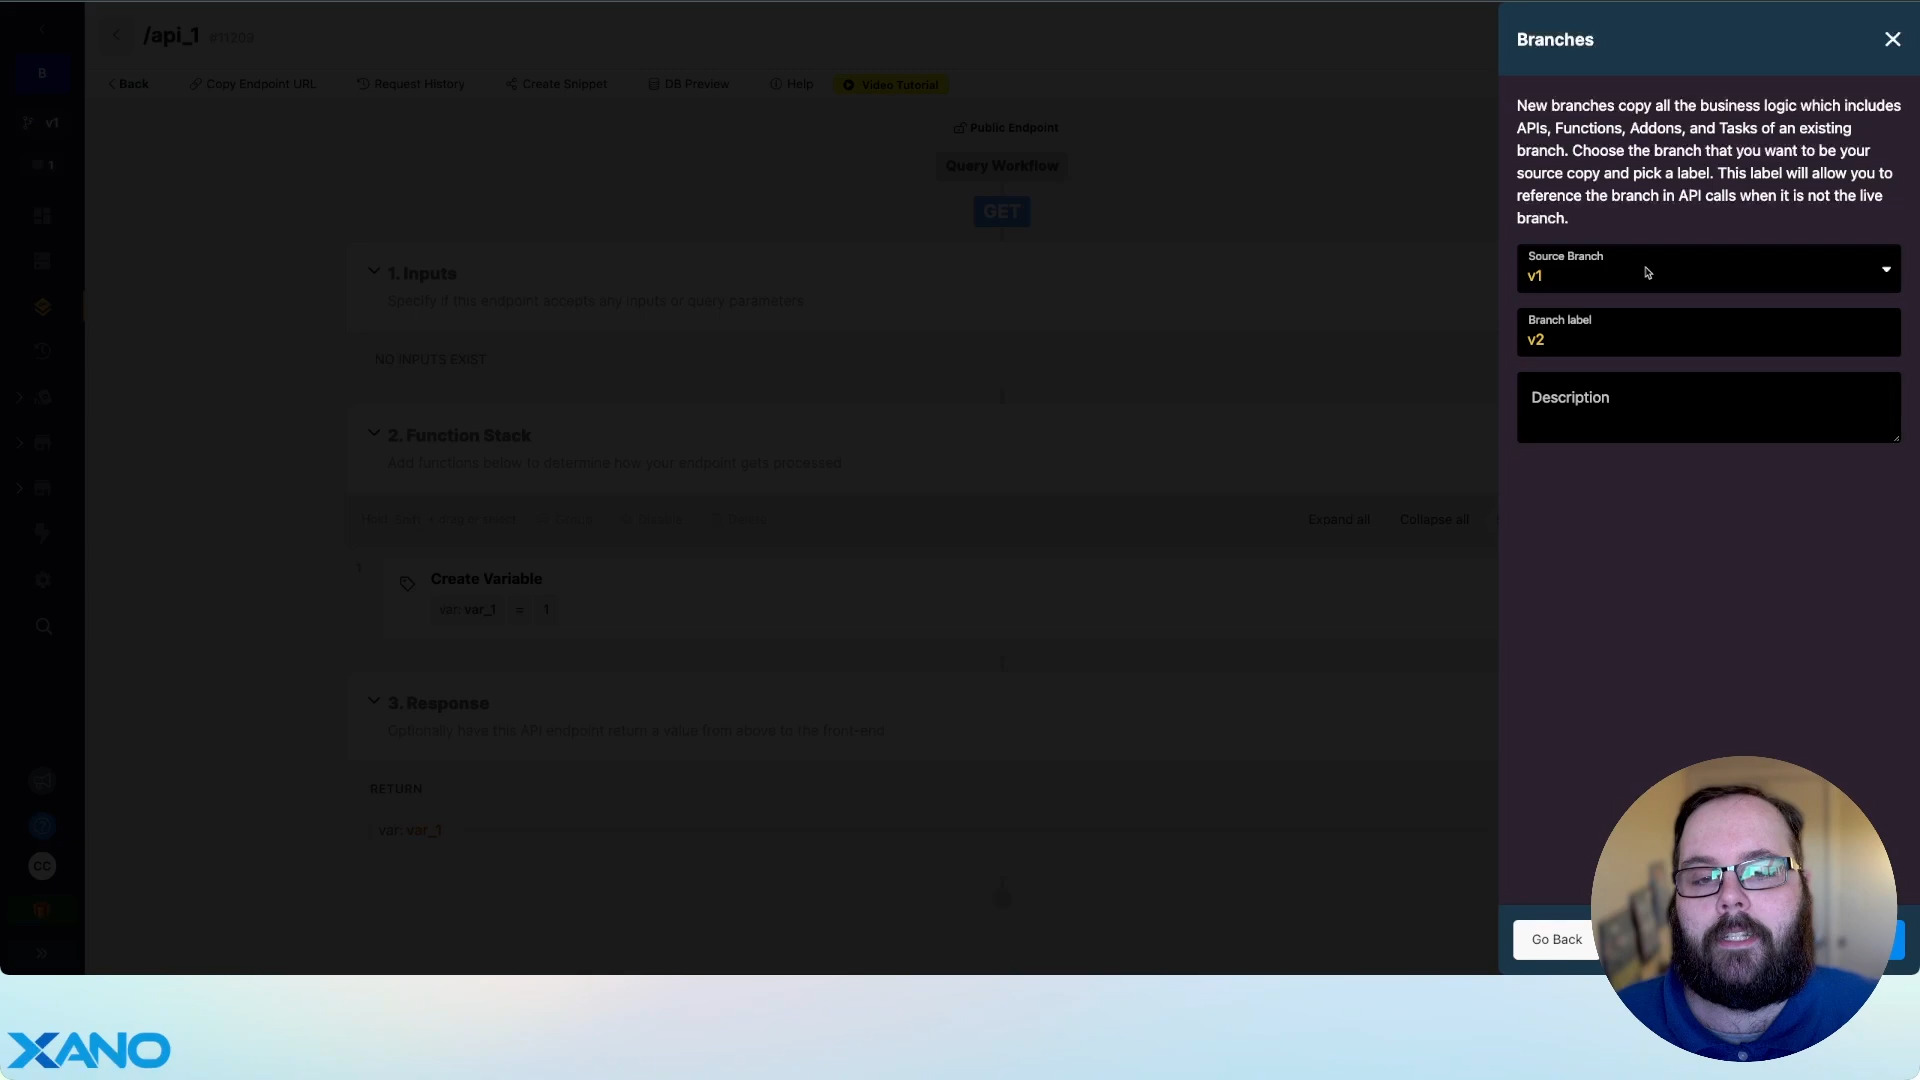 /api_1 #11209
Back
Copy Endpoint URL
Request History
Create Snippet
DB Preview
Help
Video Tutorial
B
v1
1
Public Endpoint
Query Workflow
GET
1. Inputs
Specify if this endpoint accepts any inputs or query parameters
NO INPUTS EXIST
2. Function Stack
Add functions below to determine how your endpoint gets processed
Expand all
Collapse all
1
Create Variable
var: var_1 = 1
3. Response
Optionally have this API endpoint return a value from above to the front-end
RETURN
var: var_1
CC
Branches
New branches copy all the business logic which includes
APIs, Functions, Addons, and Tasks of an existing
branch. Choose the branch that you want to be your
source copy and pick a label. This label will allow you to
reference the branch in API calls when it is not the live
branch.
Source Branch
v1
Branch label
v2
Description
Go Back
XANO